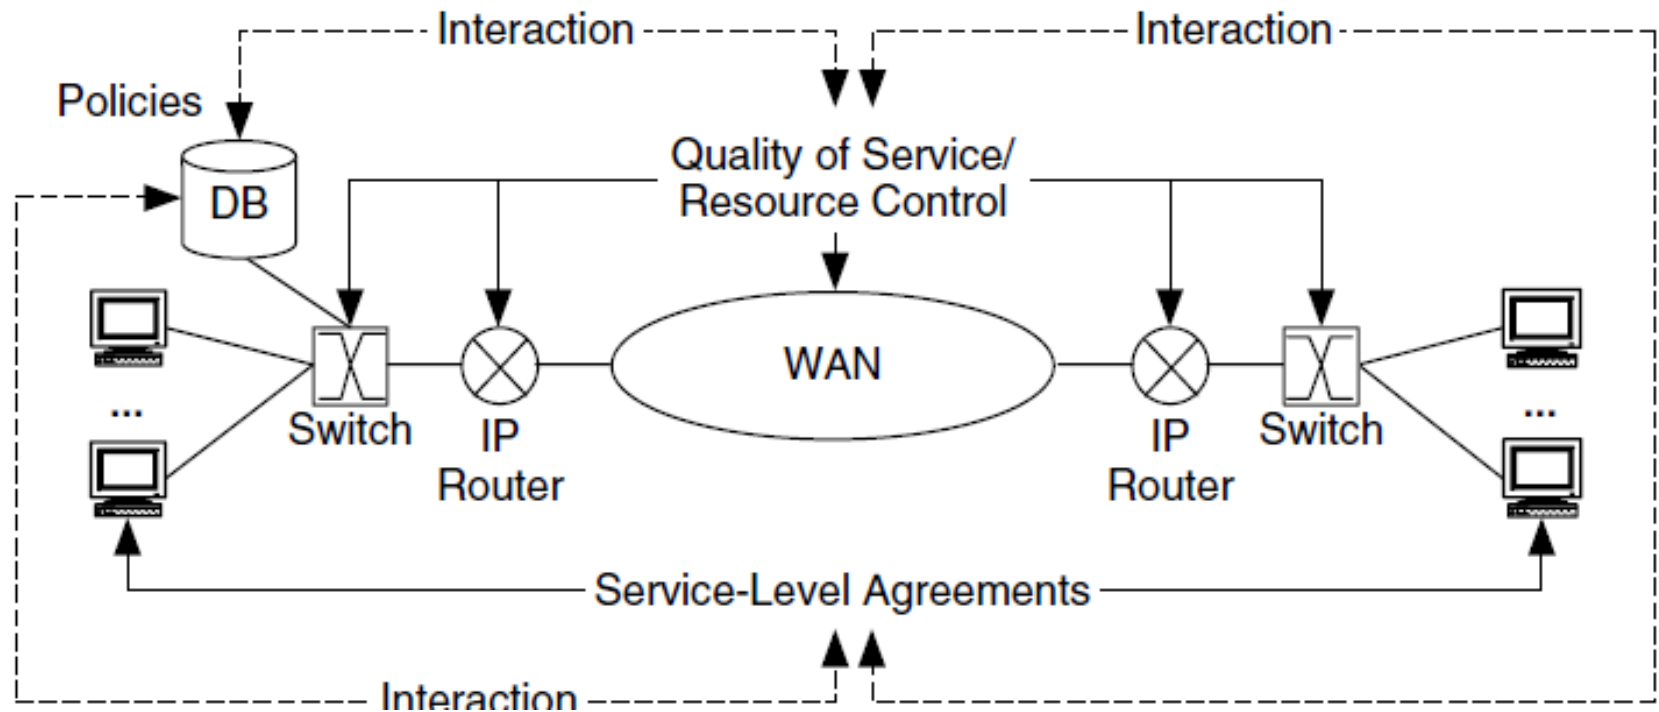 Interaction
Interaction
Policies
Quality of Service/
Resource Control
DB
WAN
...
...
Switch
IP
Router
IP
Router
Switch
Service-Level Agreements
Interaction